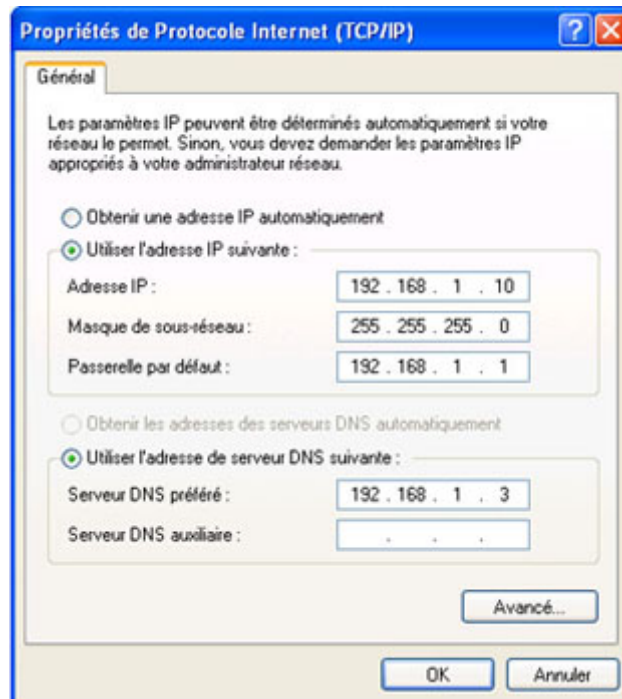 Propriétés de Protocole Internet (TCP/IP)
Général
Les paramètres IP peuvent être déterminés automatiquement si votre
réseau le permet. Sinon, vous devez demander les paramètres IP
appropriés à votre administrateur réseau.
Obtenir une adresse IP automatiquement
Utiliser l'adresse IP suivante :
Adresse IP : 192 . 168 . 1 . 10
Masque de sous-réseau : 255 . 255 . 255 . 0
Passerelle par défaut : 192 . 168 . 1 . 1
Obtenir les adresses des serveurs DNS automatiquement
Utiliser l'adresse de serveur DNS suivante :
Serveur DNS préféré : 192 . 168 . 1 . 3
Serveur DNS auxiliaire : . . .
Avancé...
OK Annuler